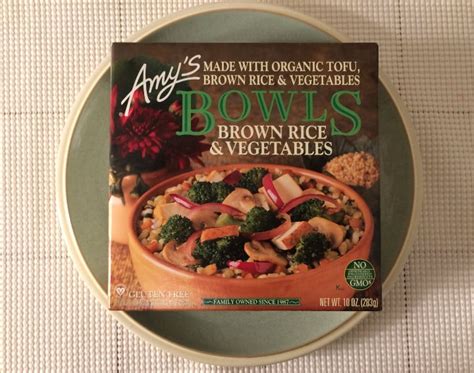 Amy's
MADE WITH ORGANIC TOFU,
BROWN RICE & VEGETABLES
BOWLS
BROWN RICE
& VEGETABLES
NO
GMOs
GLUTEN FREE
FAMILY OWNED SINCE 1987
NET WT. 10 OZ. (283g)